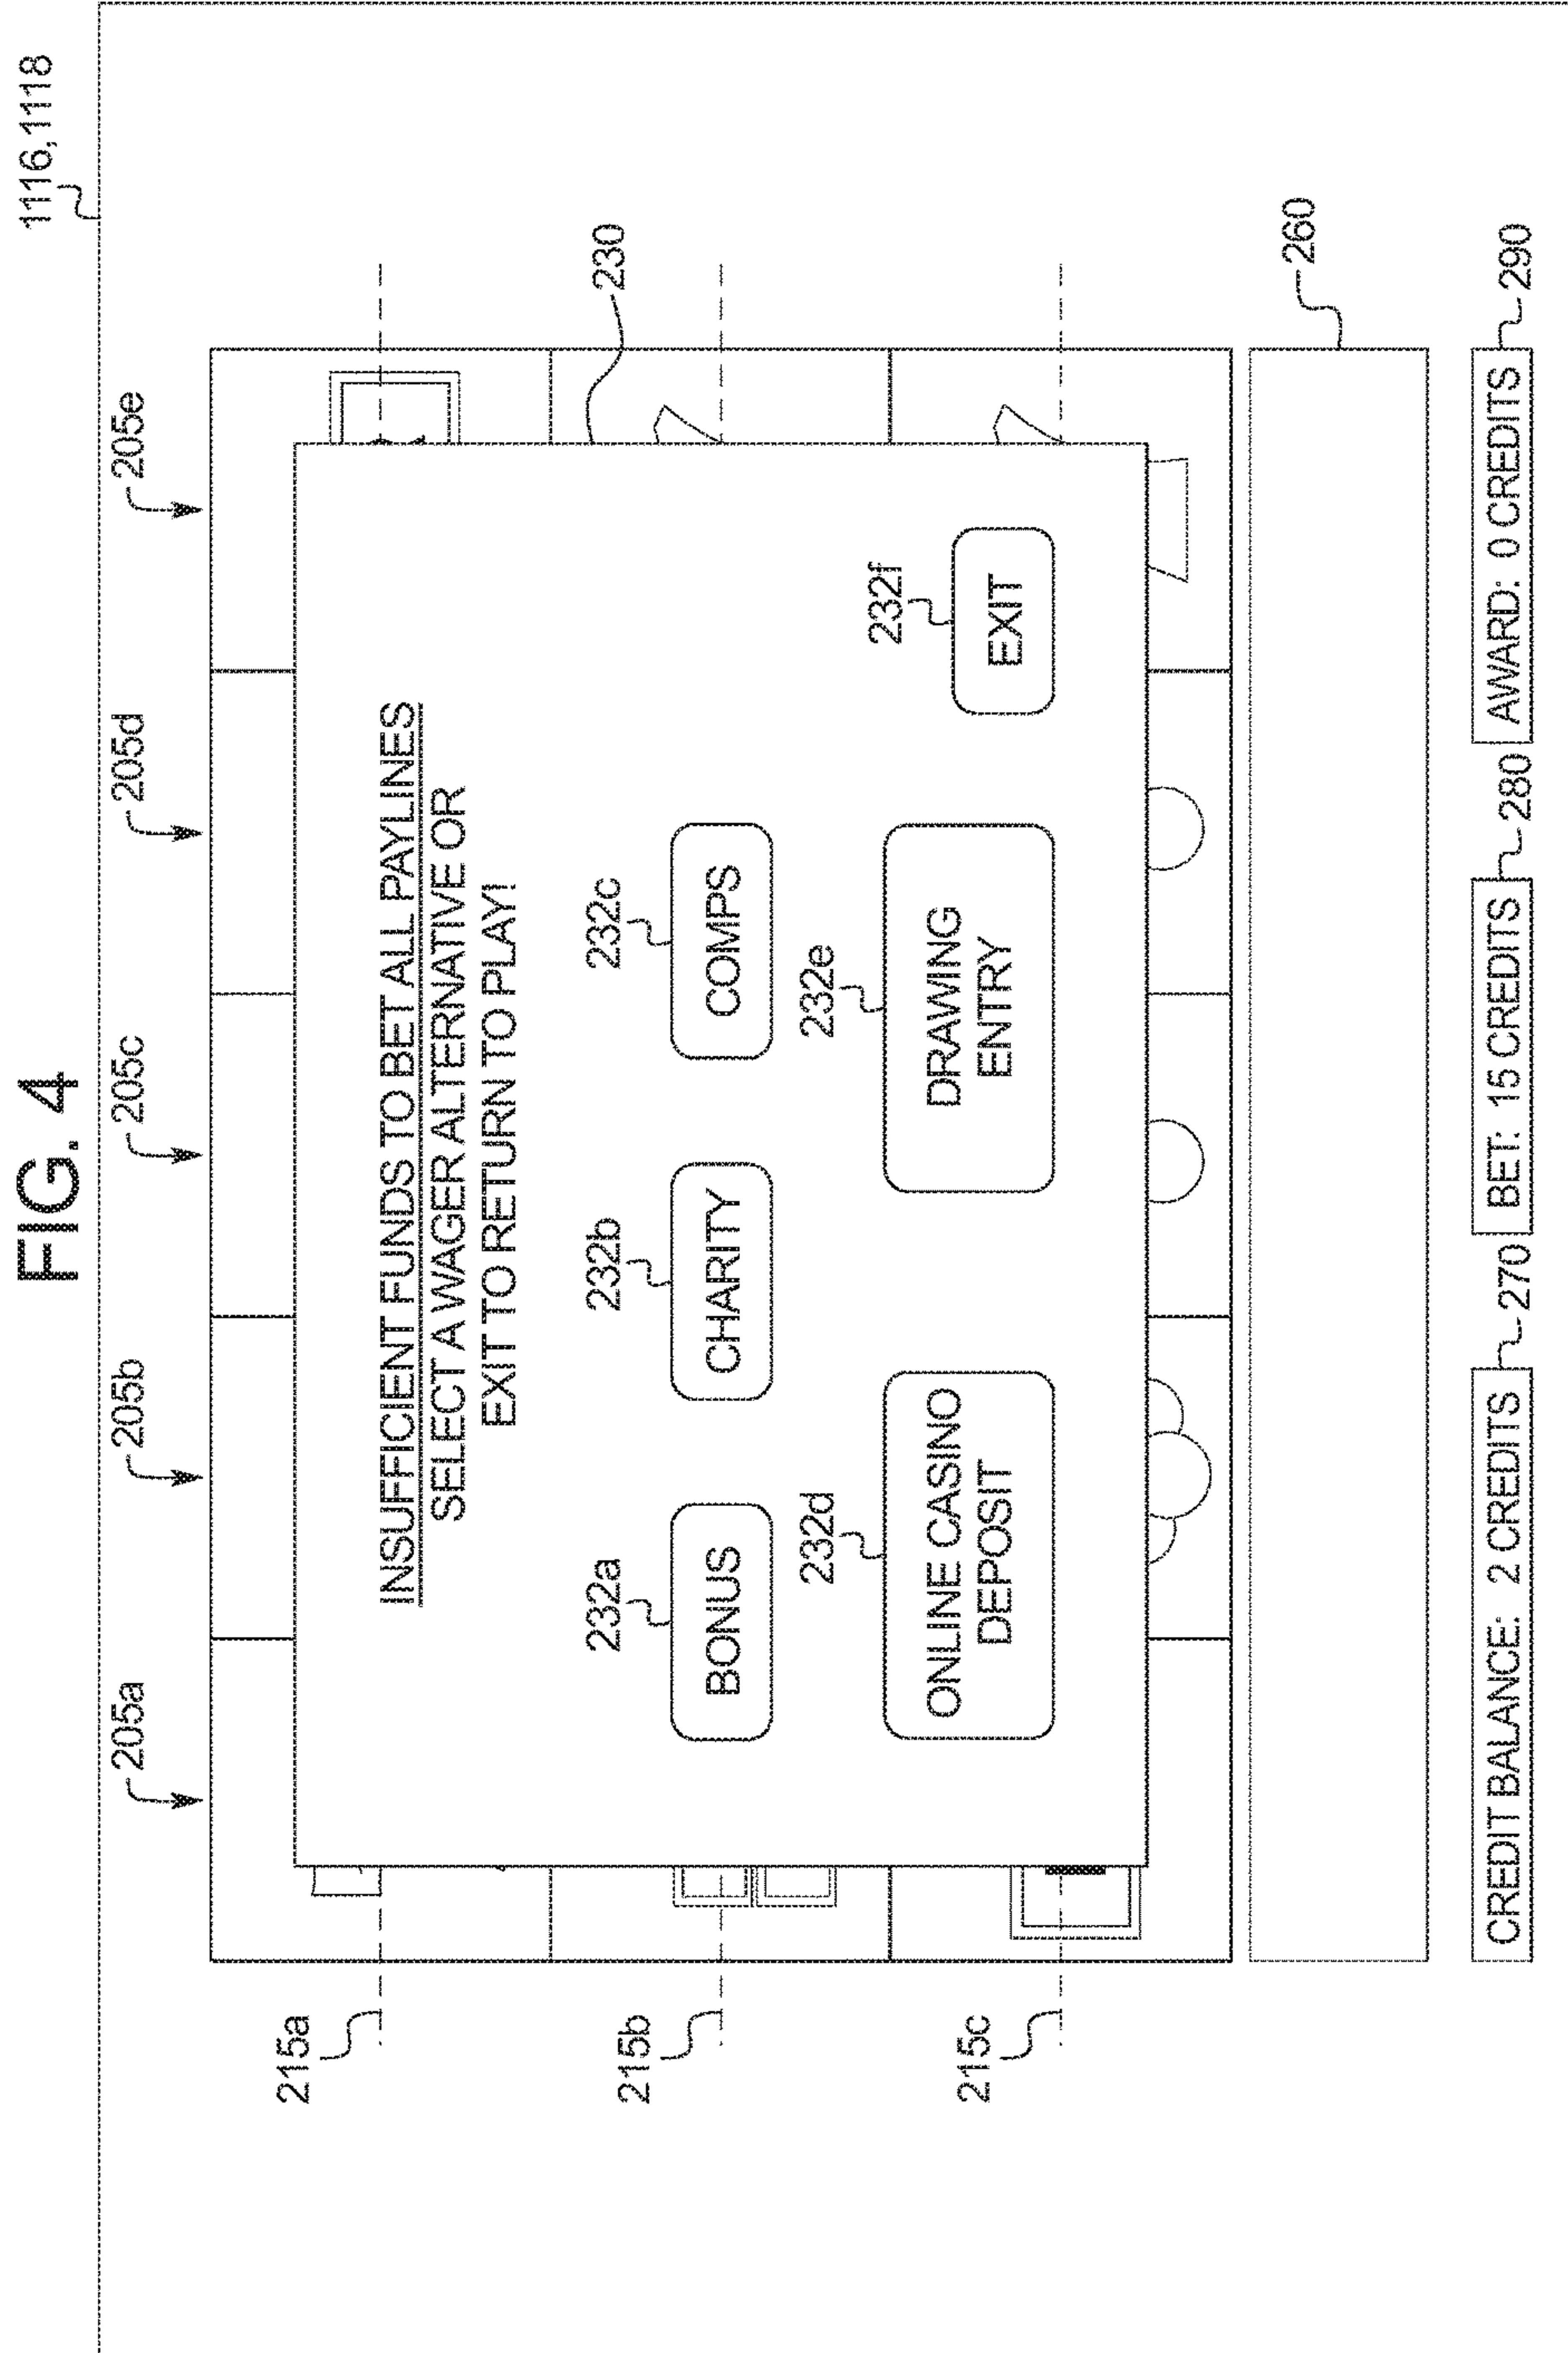 FIG. 4
1116,1118
205a
205b
205c
205d
205e
215a
215b
215c
230
INSUFFICIENT FUNDS TO BET ALL PAYLINES
SELECT A WAGER ALTERNATIVE OR
EXIT TO RETURN TO PLAY!
232a
232b
232c
BONUS
CHARITY
COMPS
232d
232e
232f
ONLINE CASINO
DEPOSIT
DRAWING
ENTRY
EXIT
260
CREDIT BALANCE: 2 CREDITS
270
BET: 15 CREDITS
280
AWARD: 0 CREDITS
290